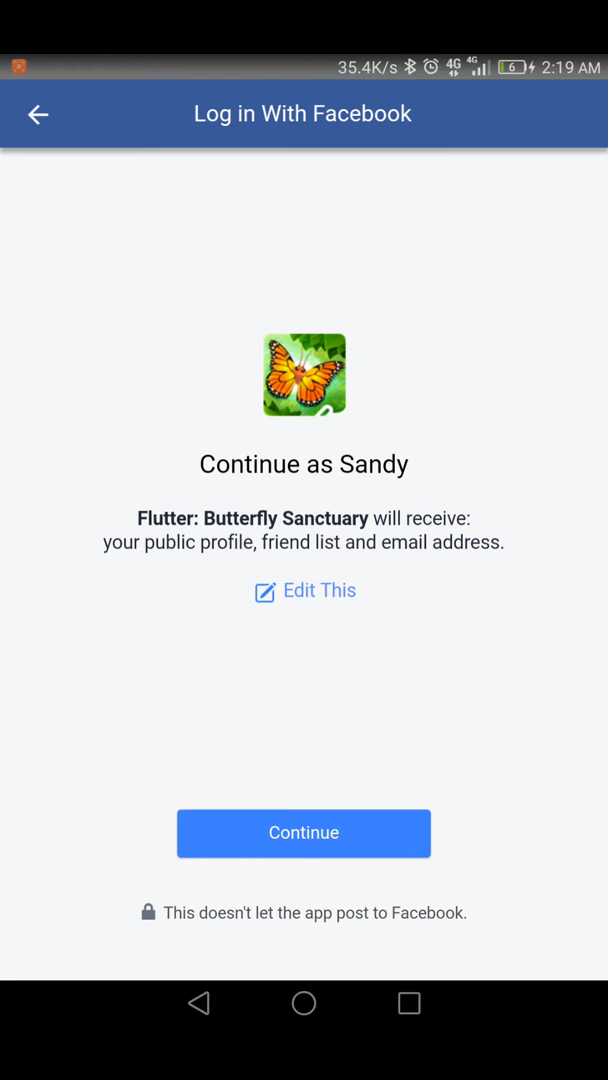 35.4K/s 4G 4G 6 2:19 AM
Log in With Facebook
Continue as Sandy
Flutter: Butterfly Sanctuary will receive:
your public profile, friend list and email address.
Edit This
Continue
This doesn't let the app post to Facebook.